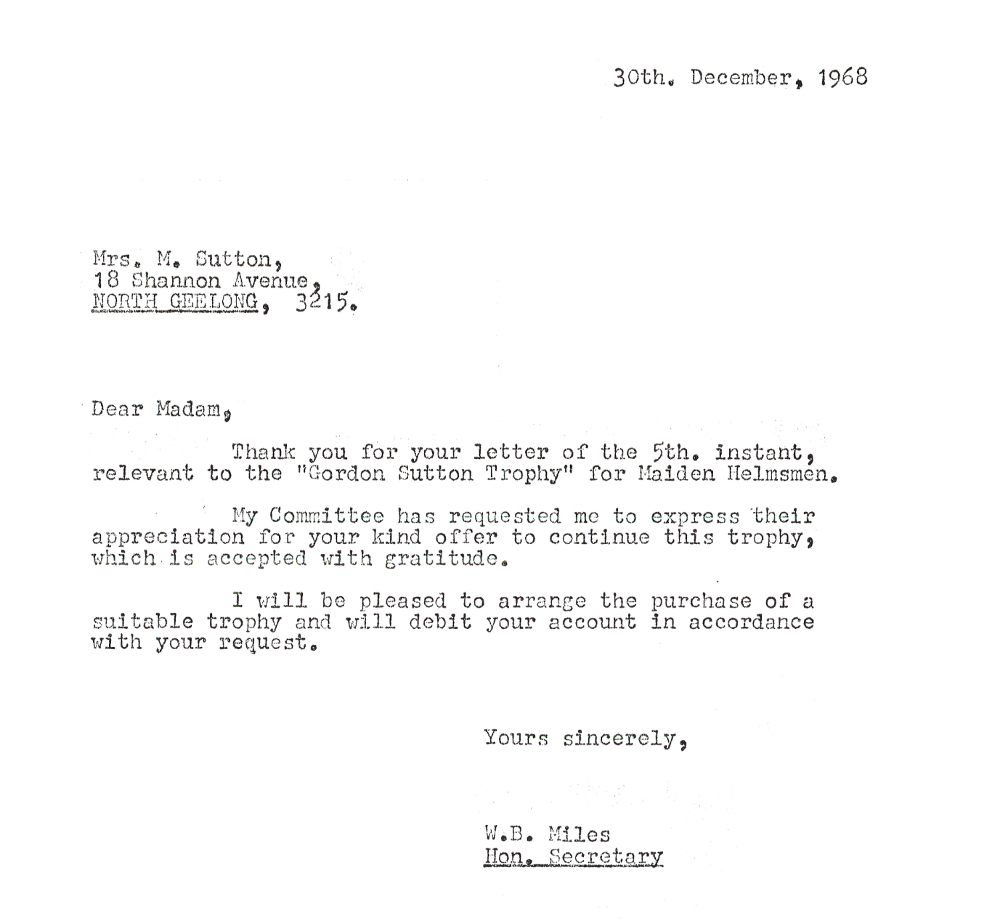 30th. December, 1968
Mrs. M. Sutton,
18 Shannon Avenue,
NORTH GEELONG, 3215.
Dear Madam,
Thank you for your letter of the 5th. instant,
relevant to the "Gordon Sutton Trophy" for Maiden Helmsmen.
My Committee has requested me to express their
appreciation for your kind offer to continue this trophy,
which is accepted with gratitude.
I will be pleased to arrange the purchase of a
suitable trophy and will debit your account in accordance
with your request.
Yours sincerely,
W.B. Miles
Hon. Secretary